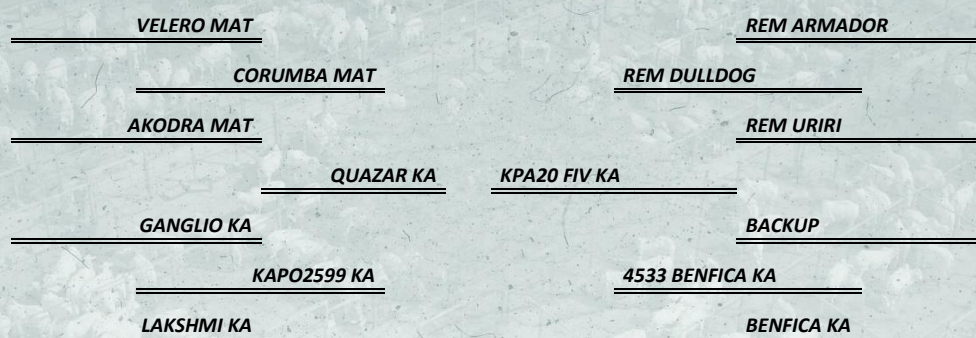 VELERO MAT REM ARMADOR
CORUMBA MAT REM DULLDOG
AKODRA MAT REM URIRI
QUAZAR KA KPA20 FIV KA
GANGLIO KA BACKUP
KAPO2599 KA 4533 BENFICA KA
LAKSHMI KA BENFICA KA